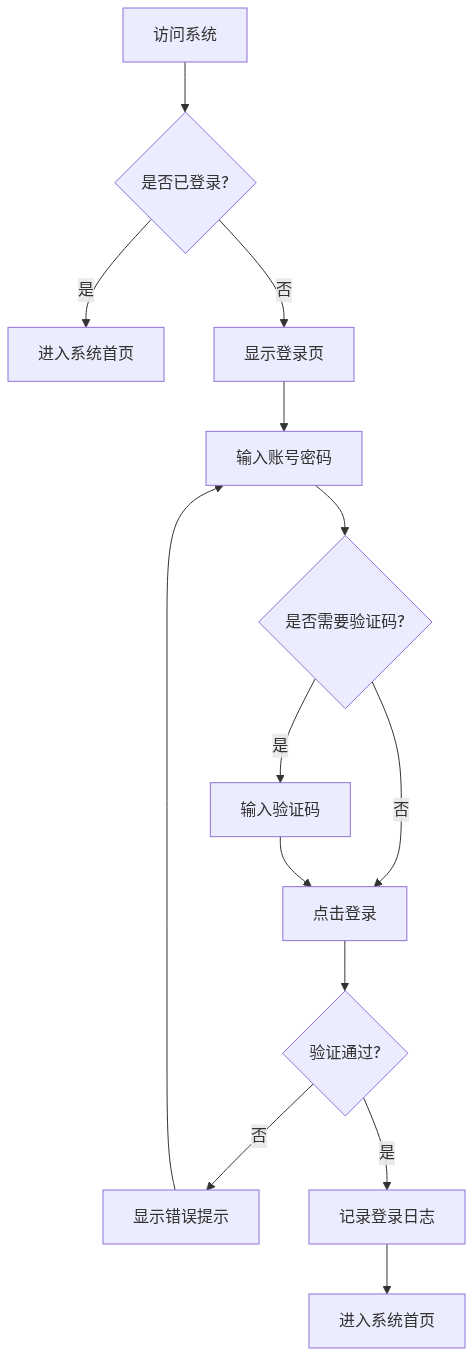 访问系统
是否已登录?
是
否
进入系统首页
显示登录页
输入账号密码
是否需要验证码?
是
输入验证码
否
点击登录
验证通过?
否
是
显示错误提示
记录登录日志
进入系统首页